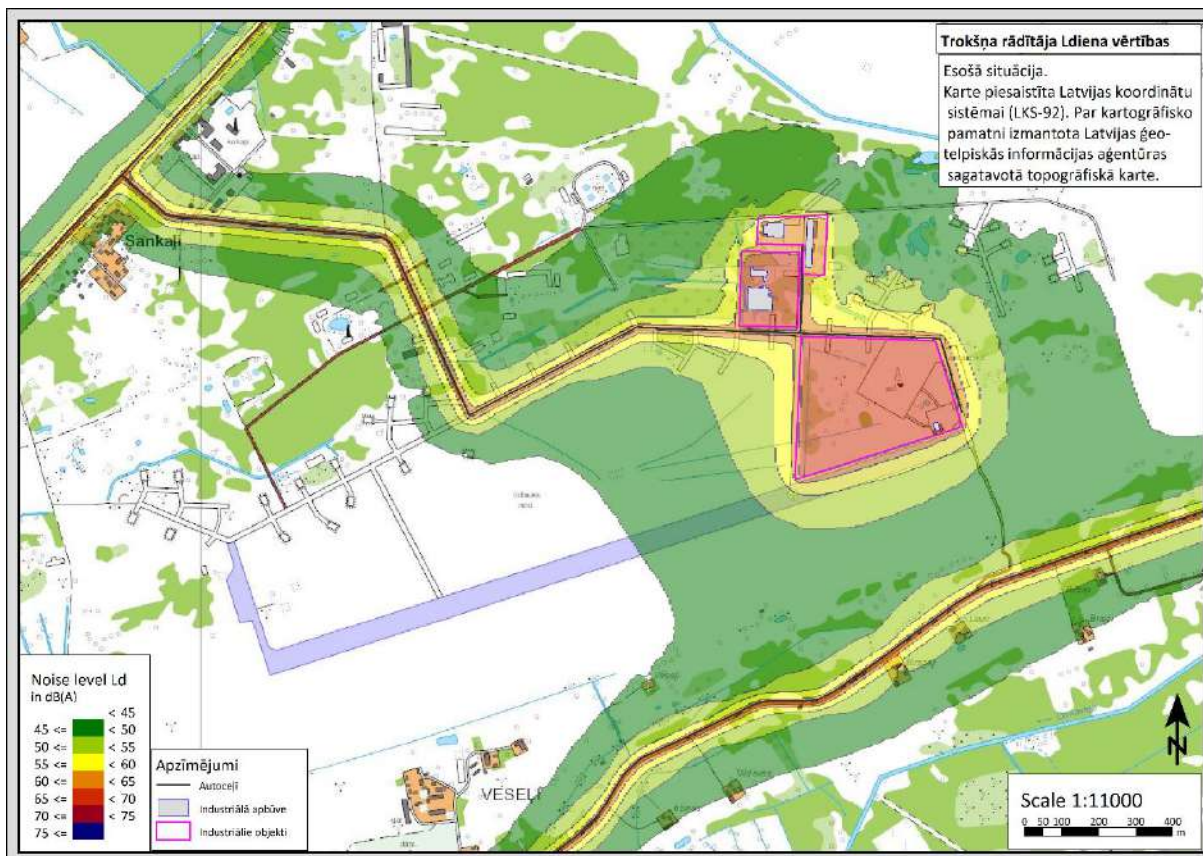 Trokšņa rādītāja Ldiena vērtības
Esošā situācija.
Karte piesaistīta Latvijas koordinātu
sistēmai (LKS-92). Par kartogrāfisko
pamatni izmantota Latvijas ģeo-
telpiskās informācijas aģentūras
sagatavotā topogrāfiskā karte.
Sankaļi
VESELĪ
Noise level Ld
in dB(A)
< 45
45 <= < 50
50 <= < 55
55 <= < 60
60 <= < 65
65 <= < 70
70 <= < 75
75 <=
Apzīmējumi
Autoceļi
Industriālā apbūve
Industriālie objekti
N
Scale 1:11000
0 50 100 200 300 400
m